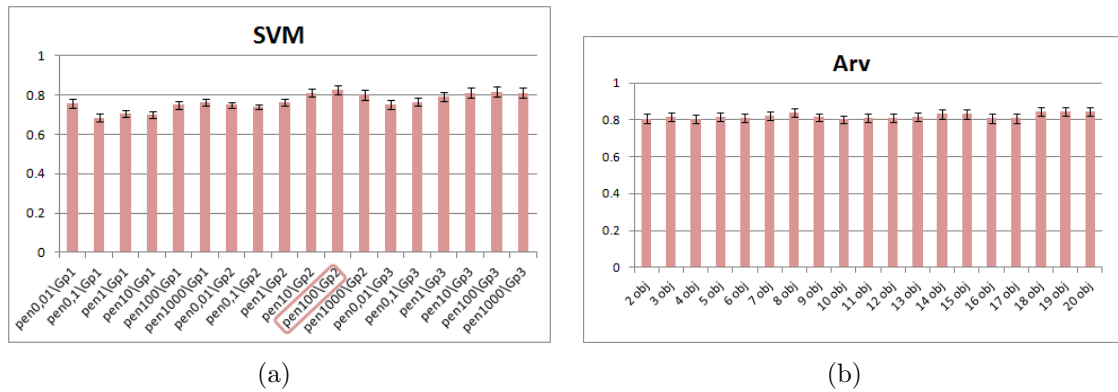 SVM
1
0.8
0.6
0.4
0.2
0
pen0,01\Gp1
pen0,1\Gp1
pen1\Gp1
pen10\Gp1
pen100\Gp1
pen1000\Gp1
pen0,01\Gp2
pen0,1\Gp2
pen1\Gp2
pen10\Gp2
pen100\Gp2
pen1000\Gp2
pen0,01\Gp3
pen0,1\Gp3
pen1\Gp3
pen10\Gp3
pen100\Gp3
pen1000\Gp3
(a)
Arv
1
0.8
0.6
0.4
0.2
0
2 obj
3 obj
4 obj
5 obj
6 obj
7 obj
8 obj
9 obj
10 obj
11 obj
12 obj
13 obj
14 obj
15 obj
16 obj
17 obj
18 obj
19 obj
20 obj
(b)